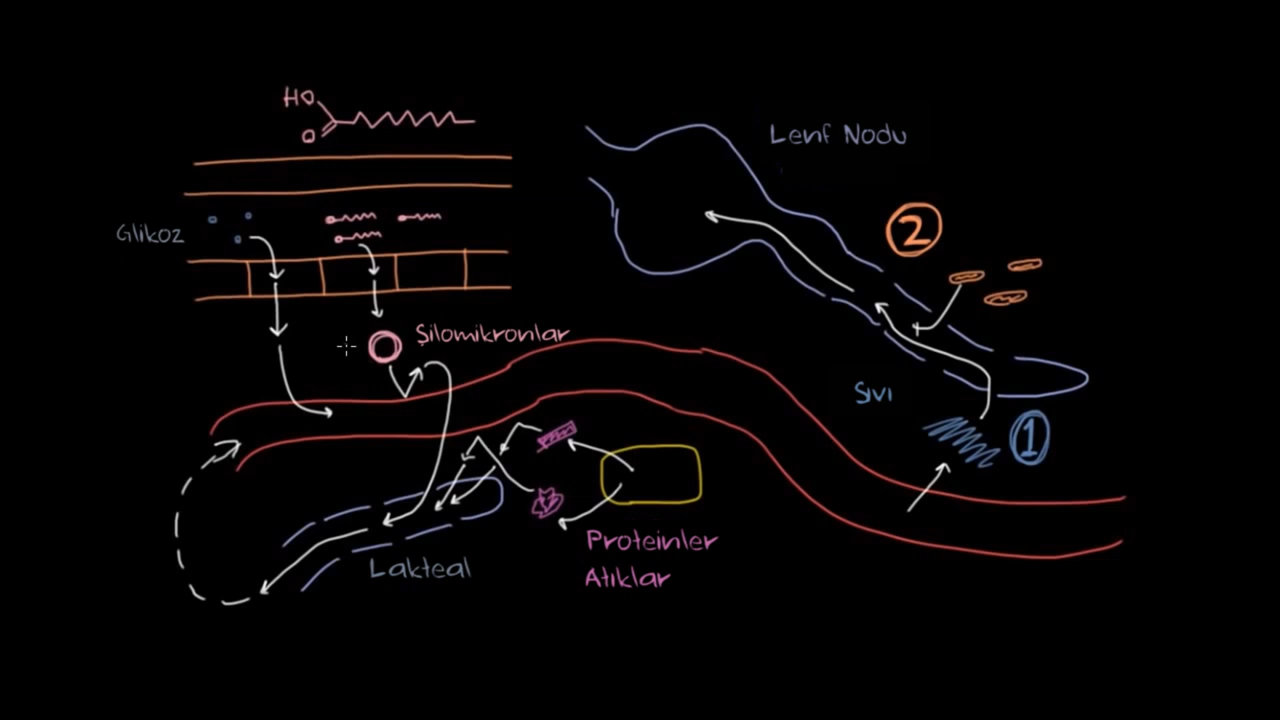 HO
O
Lenf Nodu
Glikoz
2
Şilomikronlar
Sıvı
1
Proteinler
Atıklar
Lakteal